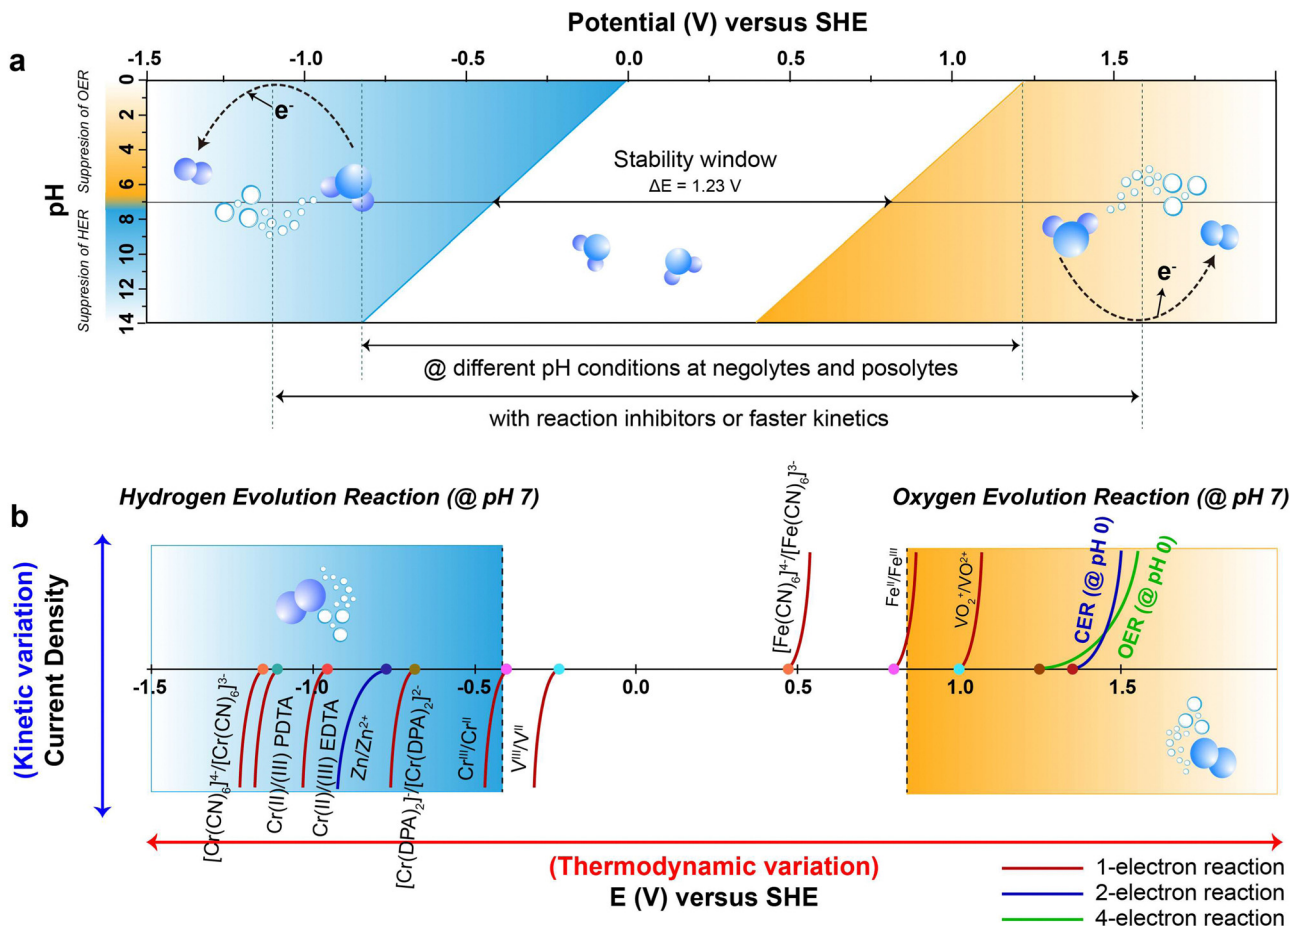 Potential (V) versus SHE
a
-1.5 -1.0 -0.5 0.0 0.5 1.0 1.5
pH
Suppresion of OER
Suppresion of HER
0
2
4
6
8
10
12
14
e-
Stability window
ΔE = 1.23 V
e-
@ different pH conditions at negolytes and posolytes
with reaction inhibitors or faster kinetics
b
Hydrogen Evolution Reaction (@ pH 7)
Oxygen Evolution Reaction (@ pH 7)
(Kinetic variation)
Current Density
[Fe(CN)6]4-/[Fe(CN)6]3-
FeII/FeIII
VO2+/VO2+
CER (@ pH 0)
OER (@ pH 0)
-1.5 -1.0 -0.5 0.0 0.5 1.0 1.5
[Cr(CN)6]4-/[Cr(CN)6]3-
Cr(II)/(III) PDTA
Cr(II)/(III) EDTA
Zn/Zn2+
[Cr(DPA)2]-/[Cr(DPA)2]2-
CrIII/CrII
VIII/VII
(Thermodynamic variation)
E (V) versus SHE
1-electron reaction
2-electron reaction
4-electron reaction